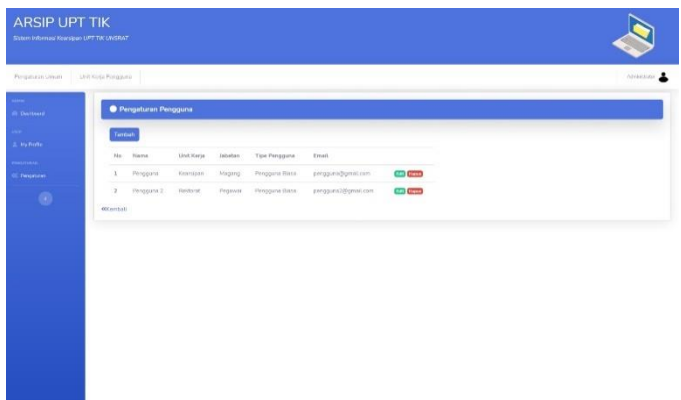 ARSIP UPT TIK
Sistem Informasi Kearsipan UPT TIK UNSRAT
Pengaturan Umum Unit Kerja Pengguna
Administrator
Dashboard
My Profile
Pengaturan
Pengaturan Pengguna
Tambah
No Nama Unit Kerja Jabatan Tipe Pengguna Email
1 Pengguna Kearsipan Magang Pengguna Biasa pengguna@gmail.com Edit Hapus
2 Pengguna 2 Rektorat Pegawai Pengguna Biasa pengguna2@gmail.com Edit Hapus
Kembali